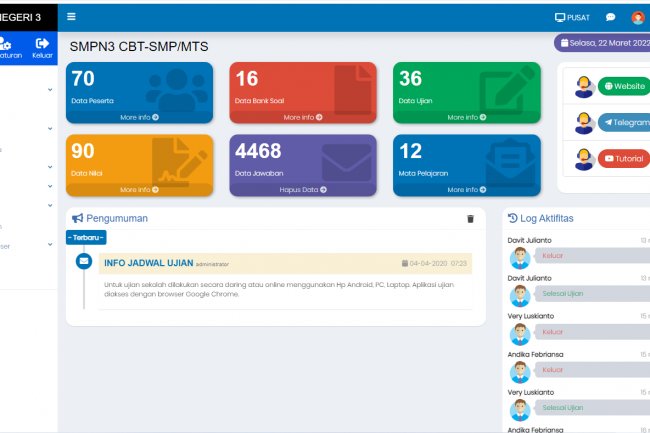 NEGERI 3
PUSAT
aturan
Keluar
SMPN3 CBT-SMP/MTS
Selasa, 22 Maret 2022
70
Data Peserta
More info
16
Data Bank Soal
More info
36
Data Ujian
More info
Website
Telegram
Tutorial
90
Data Nilai
More info
4468
Data Jawaban
Hapus Data
12
Mata Pelajaran
More info
Pengumuman
- Terbaru -
INFO JADWAL UJIAN administrator
04-04-2020 07:23
Untuk ujian sekolah dilakukan secara daring atau online menggunakan Hp Android, PC, Laptop. Aplikasi ujian
diakses dengan browser Google Chrome.
Log Aktifitas
Davit Julianto
Keluar
Davit Julianto
Selesai Ujian
Very Luskianto
Keluar
Andika Febriansa
Keluar
Very Luskianto
Selesai Ujian
Andika Febriansa